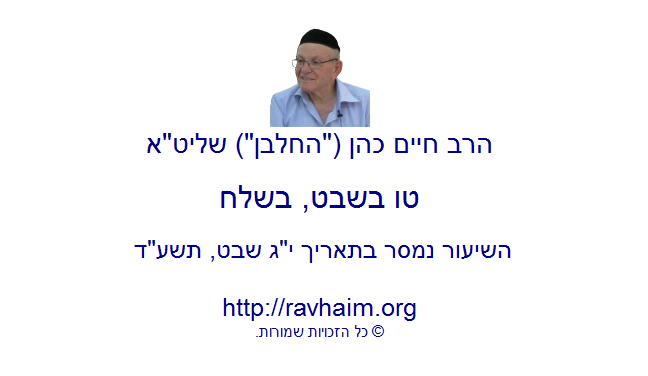 הרב חיים כהן ("החלבן") שליט"א
טו בשבט, בשלח
השיעור נמסר בתאריך י"ג שבט, תשע"ד
http://ravhaim.org
© כל הזכויות שמורות.